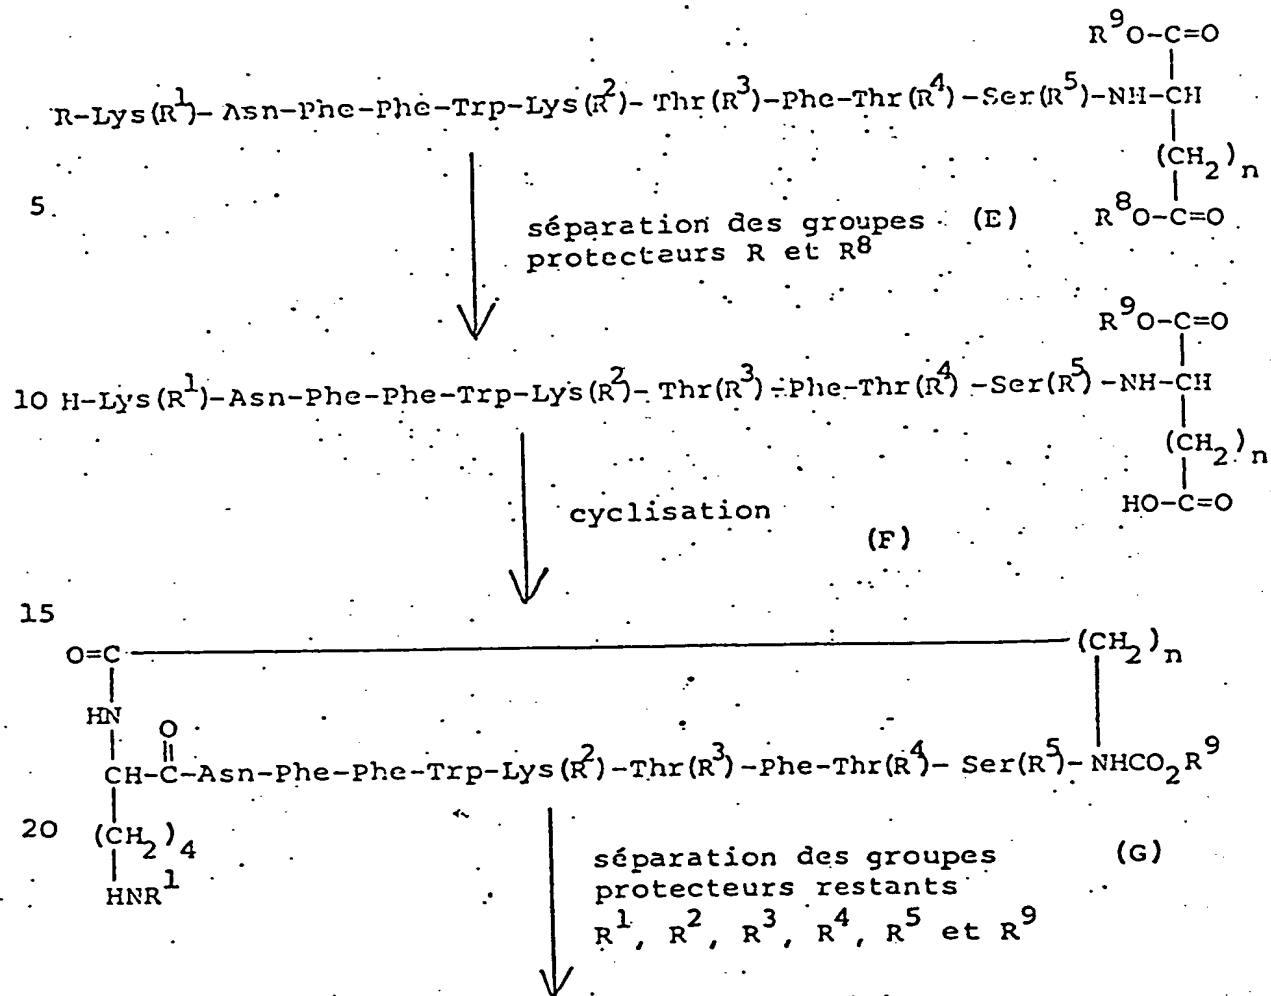 R⁹O-C=O
R-Lys(R¹)-Asn-Phe-Phe-Trp-Lys(R²)-Thr(R³)-Phe-Thr(R⁴)-Ser(R⁵)-NH-CH
(CH₂)ₙ
5.
R⁸O-C=O
séparation des groupes (E)
protecteurs R et R⁸
R⁹O-C=O
10 H-Lys(R¹)-Asn-Phe-Phe-Trp-Lys(R²)-Thr(R³)-Phe-Thr(R⁴)-Ser(R⁵)-NH-CH
(CH₂)ₙ
HO-C=O
cyclisation
(F)
15
O=C (CH₂)ₙ
HN
O
CH-C-Asn-Phe-Phe-Trp-Lys(R²)-Thr(R³)-Phe-Thr(R⁴)-Ser(R⁵)-NHCO₂R⁹
20 (CH₂)₄
HNR¹
séparation des groupes (G)
protecteurs restants
R¹, R², R³, R⁴, R⁵ et R⁹